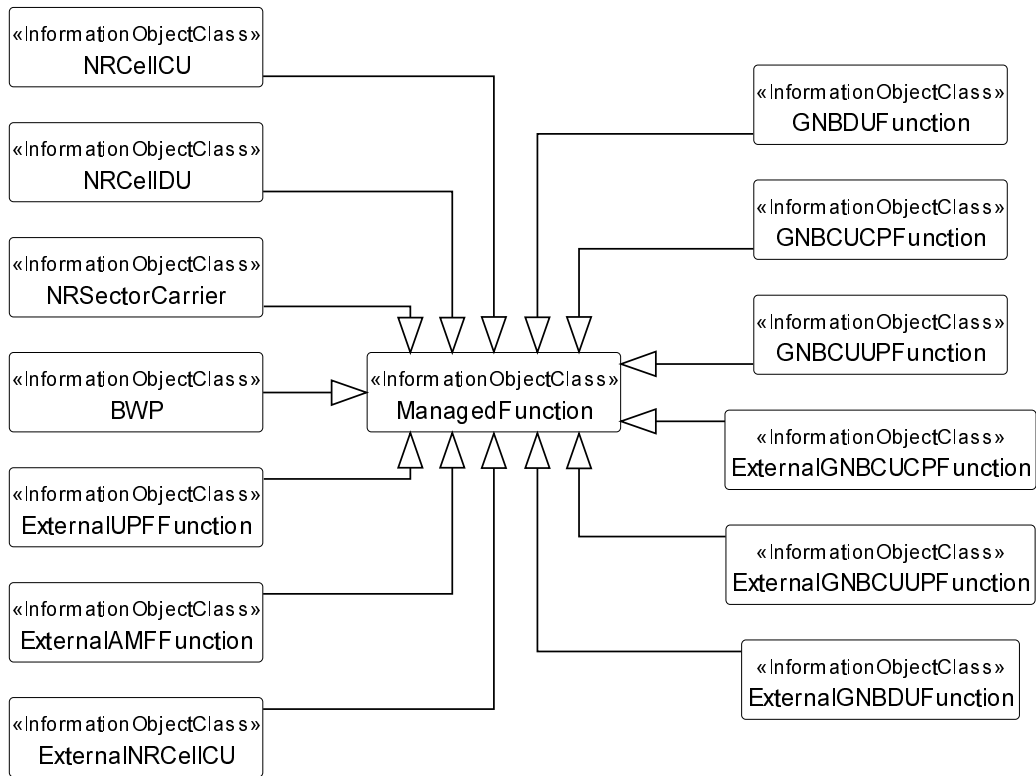 «InformationObjectClass»
NRCellCU
«InformationObjectClass»
NRCellDU
«InformationObjectClass»
NRSectorCarrier
«InformationObjectClass»
BWP
«InformationObjectClass»
ExternalUPFFunction
«InformationObjectClass»
ExternalAMFFunction
«InformationObjectClass»
ExternalNRCellCU
«InformationObjectClass»
ManagedFunction
«InformationObjectClass»
GNBDUFunction
«InformationObjectClass»
GNBCUCPFunction
«InformationObjectClass»
GNBCUUPFunction
«InformationObjectClass»
ExternalGNBCUCPFunction
«InformationObjectClass»
ExternalGNBCUUPFunction
«InformationObjectClass»
ExternalGNBDUFunction